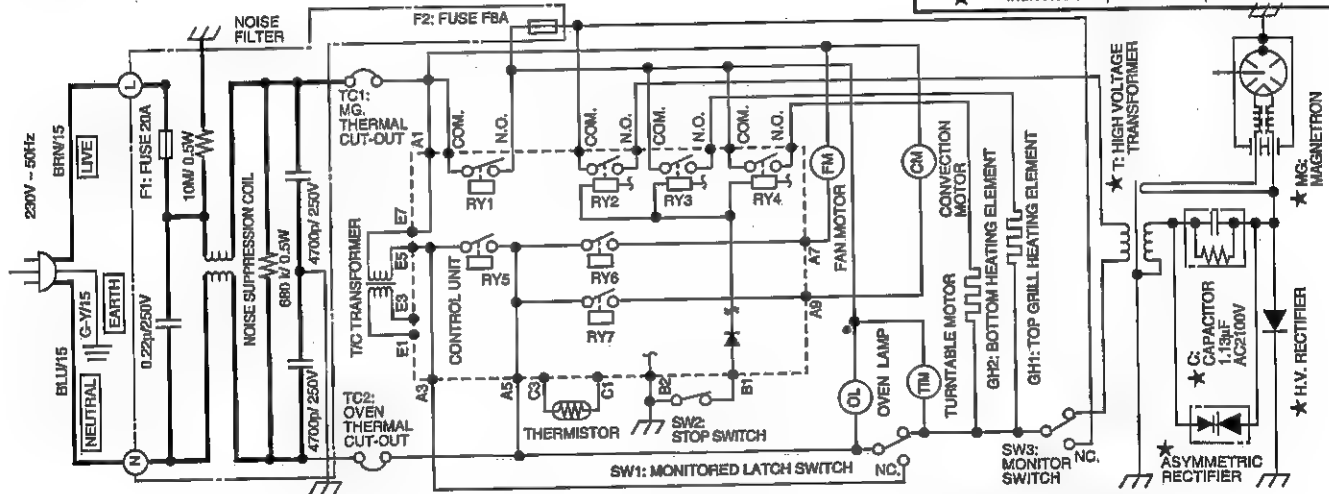 NOISE
FILTER
F2: FUSE F8A
230V ~ 50Hz
BRN/15
LIVE
L
F1: FUSE 20A
10M/ 0.5W
G-Y/15
EARTH
BLU/15
NEUTRAL
N
0.22µ/250V
NOISE SUPPRESSION COIL
680 k/ 0.5W
4700p/ 250V
4700p/ 250V
TC1:
MG.
THERMAL
CUT-OUT
TC2:
OVEN
THERMAL
CUT-OUT
T/C TRANSFORMER
CONTROL UNIT
A1
COM.
N.O.
COM.
N.O.
COM.
N.O.
COM.
N.O.
E7
E5
E3
E1
RY1
RY2
RY3
RY4
RY5
RY6
RY7
A7
A9
A3
A5
C3
C1
B2
B1
THERMISTOR
SW2:
STOP SWITCH
SW1: MONITORED LATCH SWITCH
NC.
FM
FAN MOTOR
CM
CONVECTION
MOTOR
OL
OVEN LAMP
TTM
TURNTABLE MOTOR
GH2: BOTTOM HEATING ELEMENT
GH1: TOP GRILL HEATING ELEMENT
SW3:
MONITOR
SWITCH
NC.
★ T: HIGH VOLTAGE
TRANSFORMER
★ C:
CAPACITOR
1.13µF
AC2100V
★ ASYMMETRIC
RECTIFIER
★ H.V. RECTIFIER
★ MG:
MAGNETRON